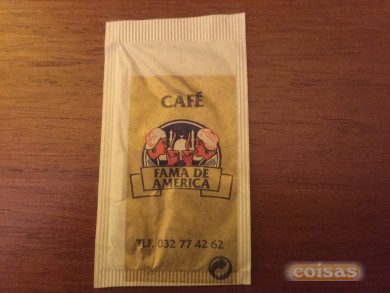 CAFÉ
FAMA DE
AMERICA
TLF. 032 77 42 62
coisas